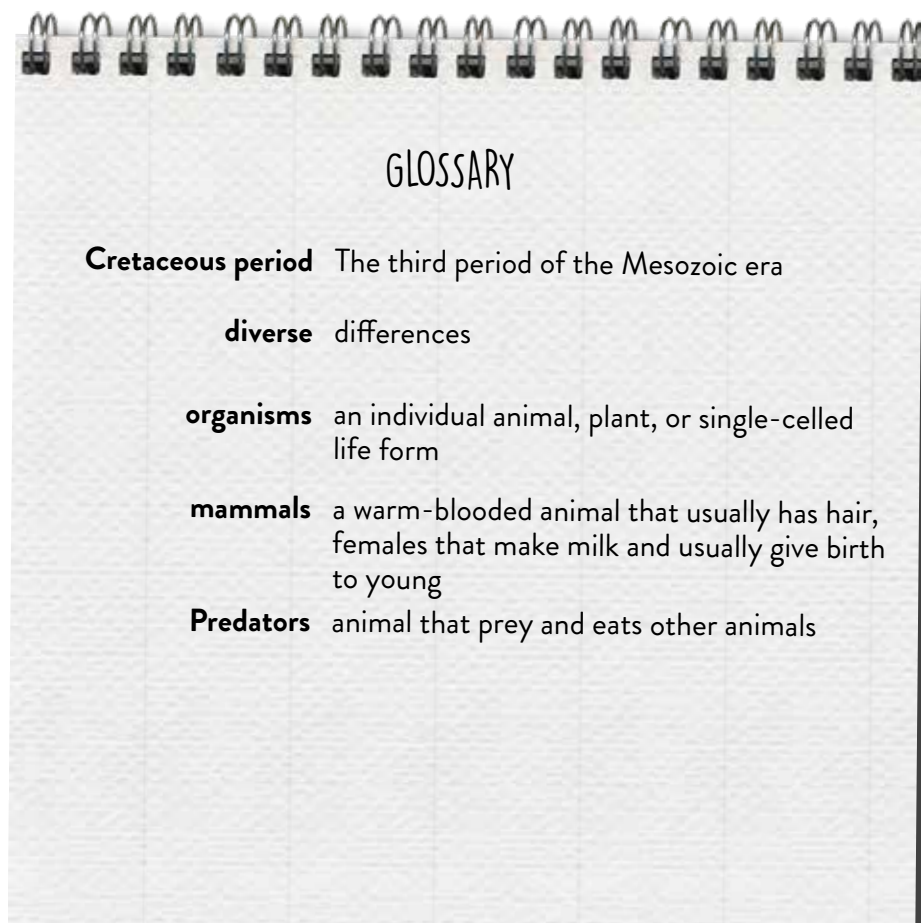 GLOSSARY
Cretaceous period The third period of the Mesozoic era
diverse differences
organisms an individual animal, plant, or single-celled
life form
mammals a warm-blooded animal that usually has hair,
females that make milk and usually give birth
to young
Predators animal that prey and eats other animals